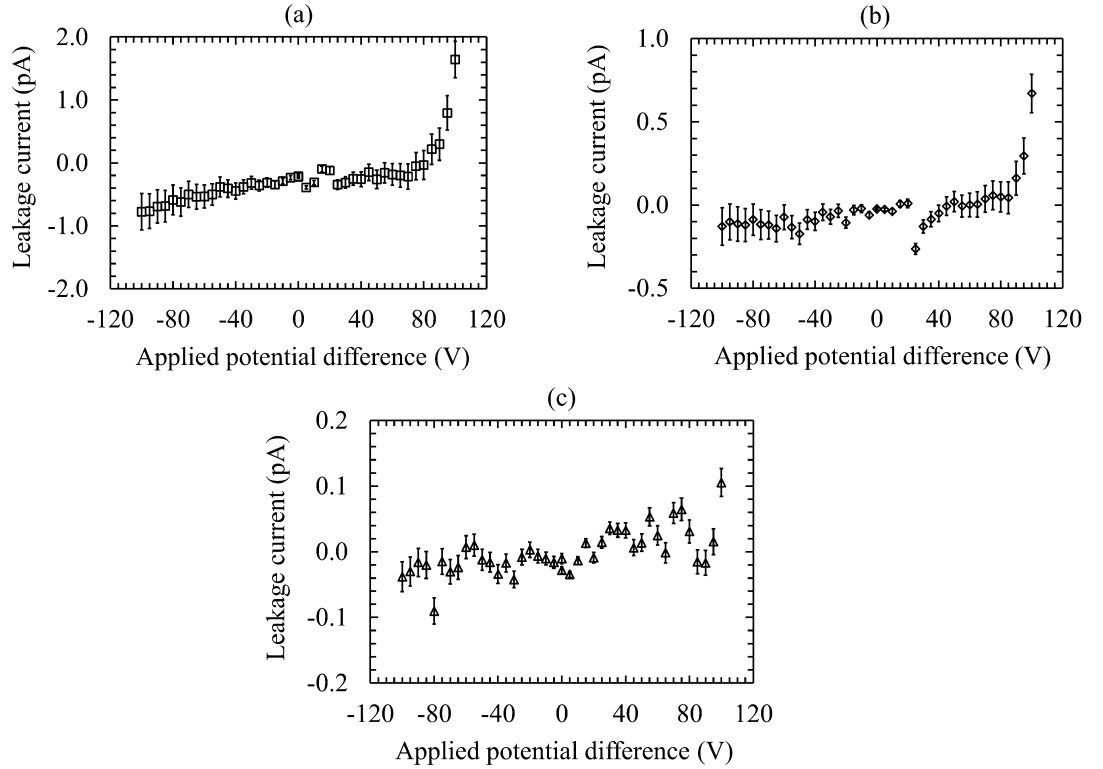 (a)
2.0
1.0
0.0
-1.0
-2.0
Leakage current (pA)
-120 -80 -40 0 40 80 120
Applied potential difference (V)
(b)
1.0
0.5
0.0
-0.5
Leakage current (pA)
-120 -80 -40 0 40 80 120
Applied potential difference (V)
(c)
0.2
0.1
0.0
-0.1
-0.2
Leakage current (pA)
-120 -80 -40 0 40 80 120
Applied potential difference (V)